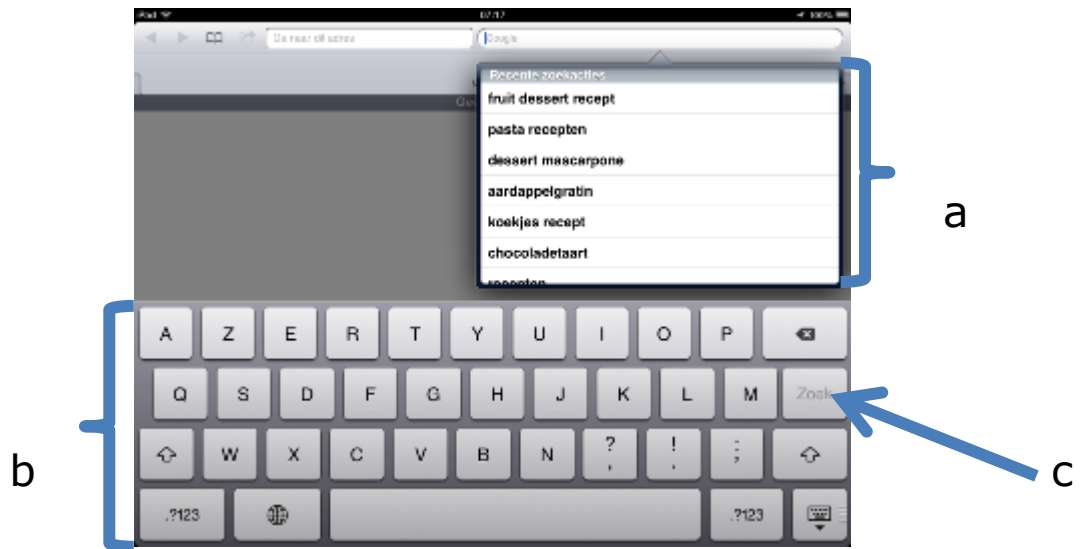 iPad 07:17 100%
Ga naar dit adres Google
Recente zoekacties
fruit dessert recept
pasta recepten
dessert mascarpone
aardappelgratin
koekjes recept
chocoladetaart
recepten
a
A Z E R T Y U I O P
Q S D F G H J K L M Zoek
W X C V B N ? , ! . : ;
.?123 .?123
b
c